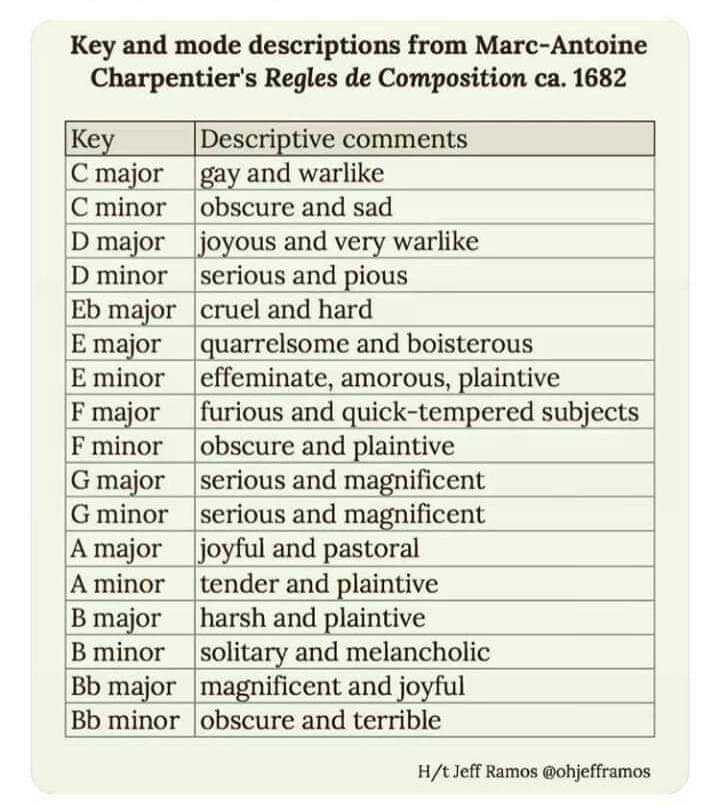 Key and mode descriptions from Marc-Antoine
Charpentier's Regles de Composition ca. 1682
Key Descriptive comments
C major gay and warlike
C minor obscure and sad
D major joyous and very warlike
D minor serious and pious
Eb major cruel and hard
E major quarrelsome and boisterous
E minor effeminate, amorous, plaintive
F major furious and quick-tempered subjects
F minor obscure and plaintive
G major serious and magnificent
G minor serious and magnificent
A major joyful and pastoral
A minor tender and plaintive
B major harsh and plaintive
B minor solitary and melancholic
Bb major magnificent and joyful
Bb minor obscure and terrible
H/t Jeff Ramos @ohjefframos